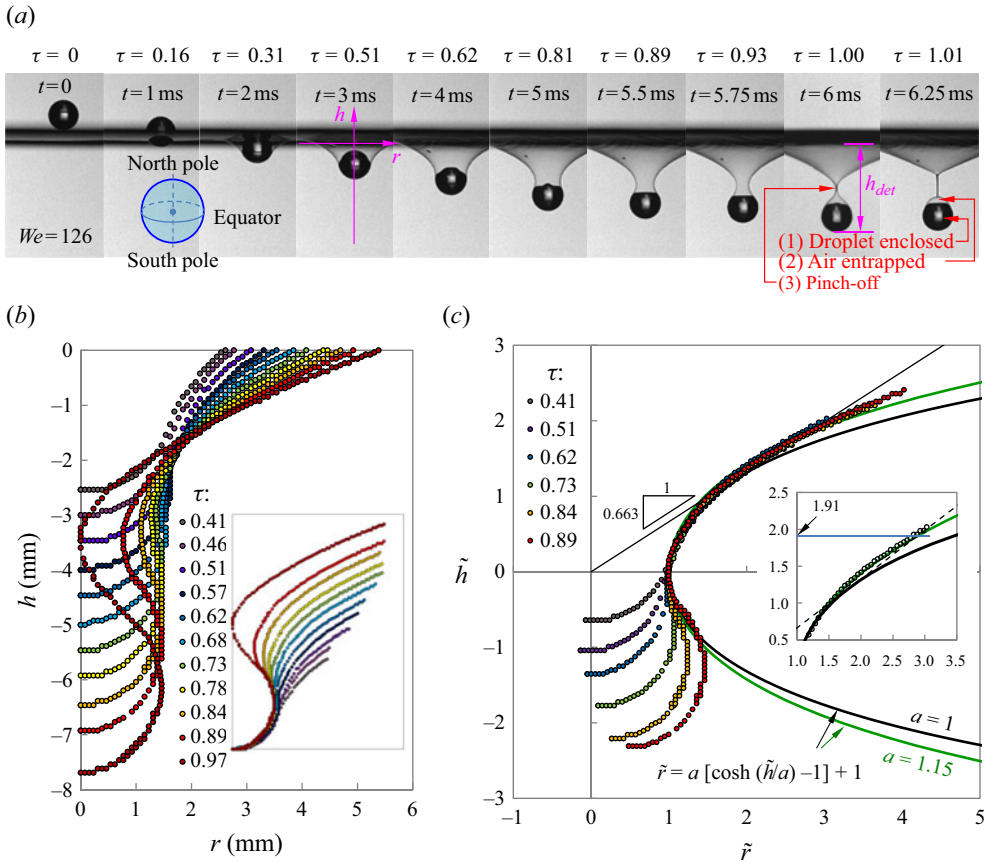 (a)
τ = 0 τ = 0.16 τ = 0.31 τ = 0.51 τ = 0.62 τ = 0.81 τ = 0.89 τ = 0.93 τ = 1.00 τ = 1.01
t=0 t=1 ms t=2 ms t=3 ms t=4 ms t=5 ms t=5.5 ms t=5.75 ms t=6 ms t=6.25 ms
h
r
North pole
Equator
South pole
We=126
h_det
(1) Droplet enclosed
(2) Air entrapped
(3) Pinch-off
(b)
0
–1
–2
–3
–4
–5
–6
–7
–8
h (mm)
0 1 2 3 4 5 6
r (mm)
τ:
0.41
0.46
0.51
0.57
0.62
0.68
0.73
0.78
0.84
0.89
0.97
(c)
3
2
1
0
–1
–2
–3
h̃
–1 0 1 2 3 4 5
r̃
τ:
0.41
0.51
0.62
0.73
0.84
0.89
1
0.663
1.91
2.5
2.0
1.5
1.0
0.5
1.0 1.5 2.0 2.5 3.0 3.5
a = 1
a = 1.15
r̃ = a [cosh (h̃/a) –1] + 1